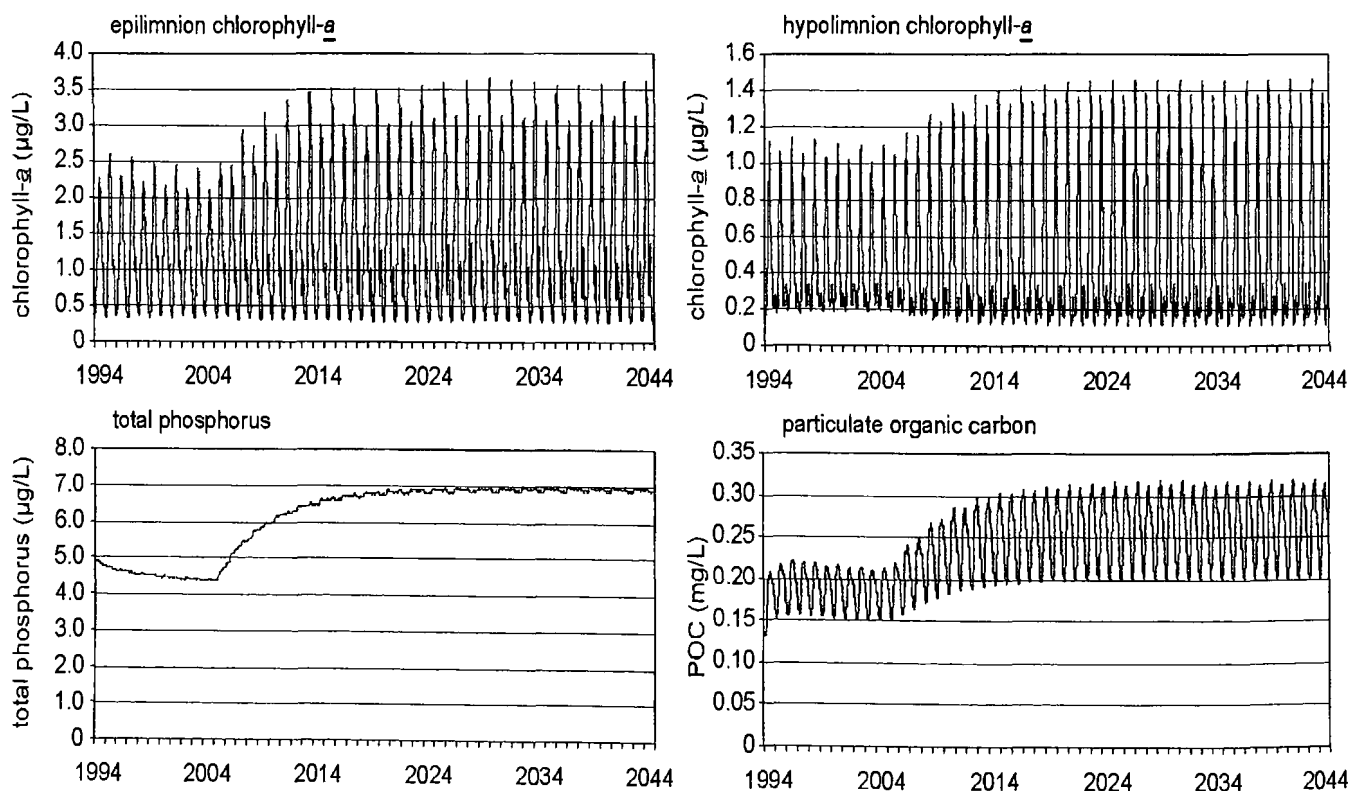 epilimnion chlorophyll-a
chlorophyll-a (µg/L)
4.0
3.5
3.0
2.5
2.0
1.5
1.0
0.5
0
1994 2004 2014 2024 2034 2044
hypolimnion chlorophyll-a
chlorophyll-a (µg/L)
1.6
1.4
1.2
1.0
0.8
0.6
0.4
0.2
0
1994 2004 2014 2024 2034 2044
total phosphorus
total phosphorus (µg/L)
8.0
7.0
6.0
5.0
4.0
3.0
2.0
1.0
0
1994 2004 2014 2024 2034 2044
particulate organic carbon
POC (mg/L)
0.35
0.30
0.25
0.20
0.15
0.10
0.05
0
1994 2004 2014 2024 2034 2044